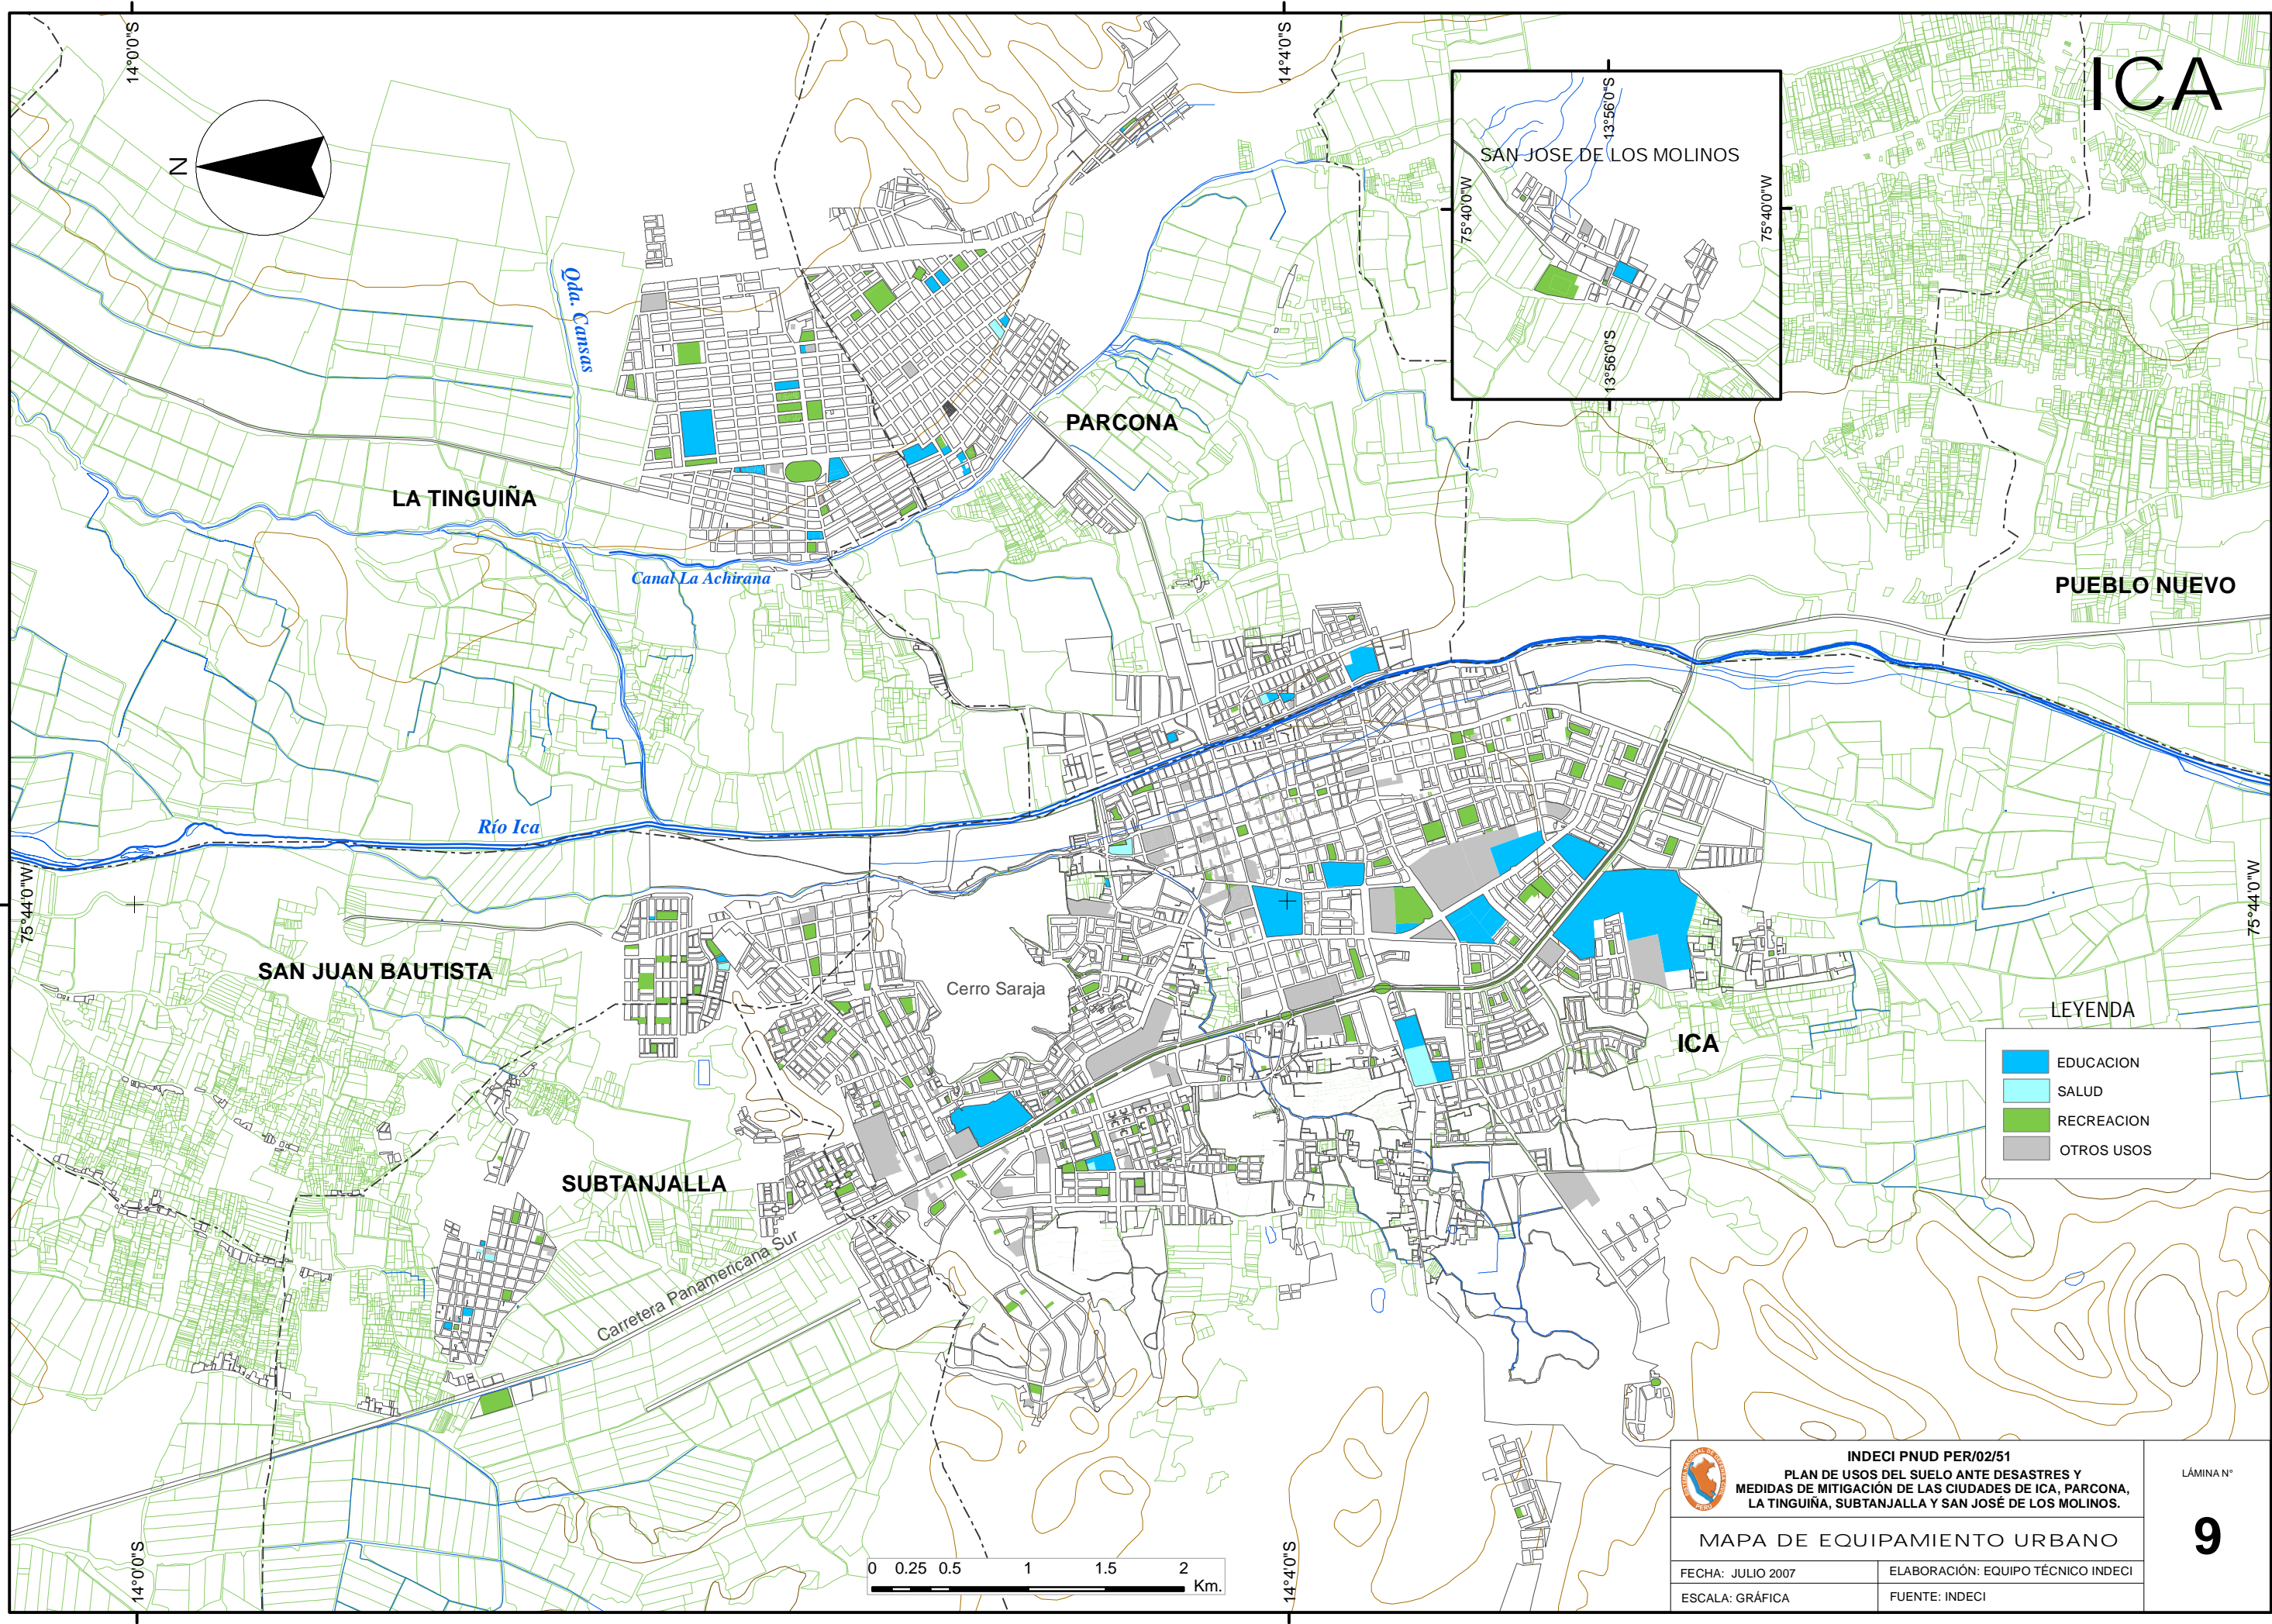 14°0'0"S
14°4'0"S
ICA
N
13°56'0"S
SAN JOSE DE LOS MOLINOS
75°40'0"W
75°40'0"W
13°56'0"S
Qda. Cansas
PARCONA
LA TINGUIÑA
Canal La Achirana
PUEBLO NUEVO
Río Ica
75°44'0"W
75°44'0"W
SAN JUAN BAUTISTA
Cerro Saraja
ICA
SUBTANJALLA
Carretera Panamericana Sur
LEYENDA
EDUCACION
SALUD
RECREACION
OTROS USOS
14°0'0"S
14°4'0"S
0 0.25 0.5 1 1.5 2
Km.
INDECI PNUD PER/02/51
PLAN DE USOS DEL SUELO ANTE DESASTRES Y
MEDIDAS DE MITIGACIÓN DE LAS CIUDADES DE ICA, PARCONA,
LA TINGUIÑA, SUBTANJALLA Y SAN JOSÉ DE LOS MOLINOS.
MAPA DE EQUIPAMIENTO URBANO
FECHA: JULIO 2007
ELABORACIÓN: EQUIPO TÉCNICO INDECI
ESCALA: GRÁFICA
FUENTE: INDECI
LÁMINA N°
9
PERU